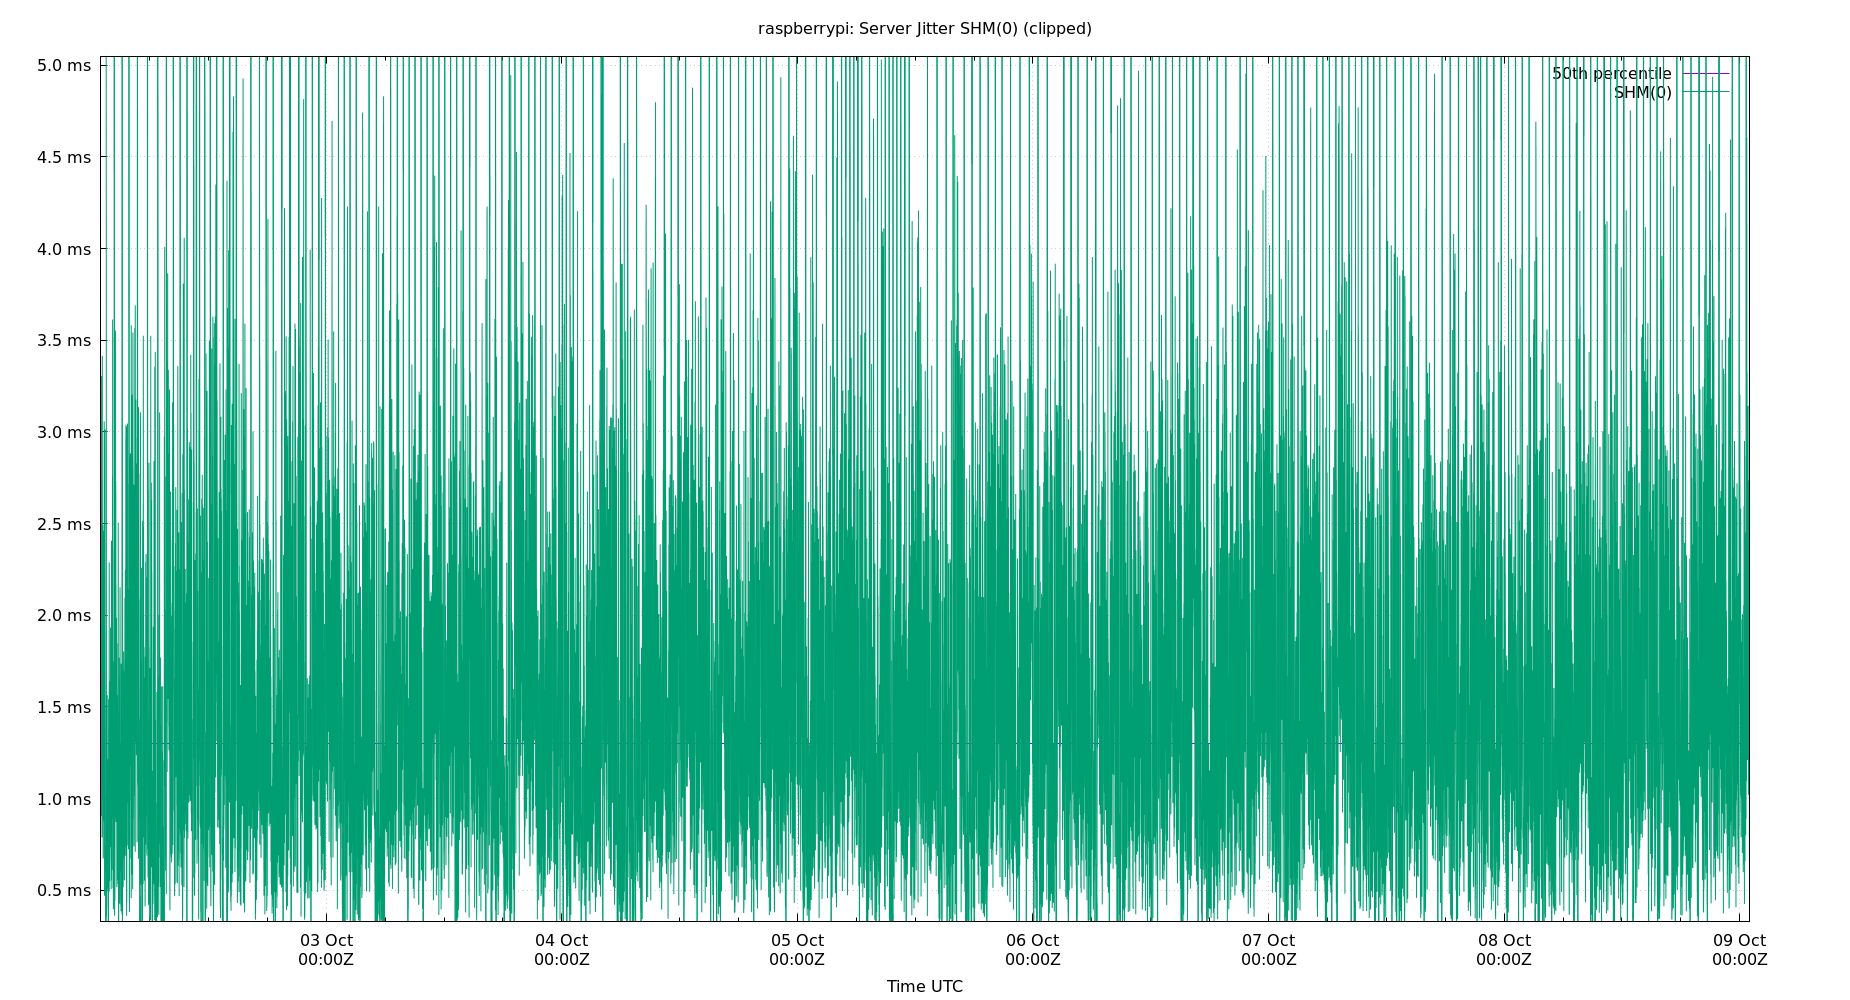 raspberrypi: Server Jitter SHM(0) (clipped)
5.0 ms
50th percentile
SHM(0)
4.5 ms
4.0 ms
3.5 ms
3.0 ms
2.5 ms
2.0 ms
1.5 ms
1.0 ms
0.5 ms
03 Oct 04 Oct 05 Oct 06 Oct 07 Oct 08 Oct 09 Oct
00:00Z 00:00Z 00:00Z 00:00Z 00:00Z 00:00Z 00:00Z
Time UTC